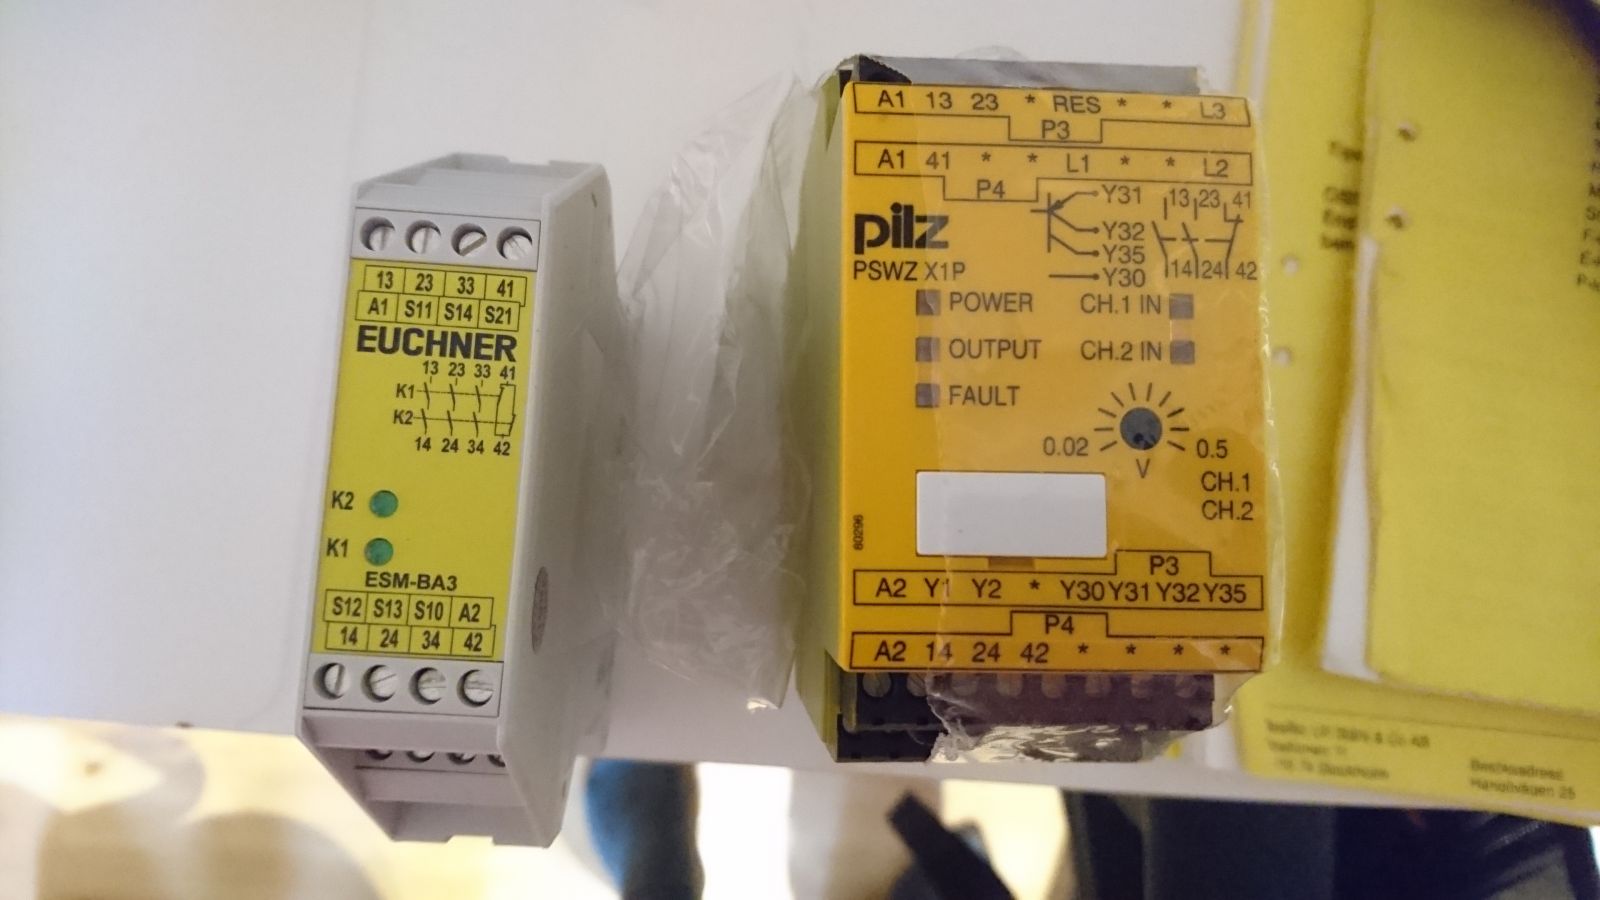 13 23 33 41
A1 S11 S14 S21
EUCHNER
13 23 33 41
K1
K2
14 24 34 42
K2
K1
ESM-BA3
S12 S13 S10 A2
14 24 34 42
A1 13 23 * RES * * L3
P3
A1 41 * * L1 * * L2
P4
pilz
PSWZ X1P
Y31
Y32
Y35
Y30
13 23 41
14 24 42
POWER CH.1 IN
OUTPUT CH.2 IN
FAULT
0.02 0.5
V
CH.1
CH.2
80296
P3
A2 Y1 Y2 * Y30 Y31 Y32 Y35
P4
A2 14 24 42 * * * *
Stockholm